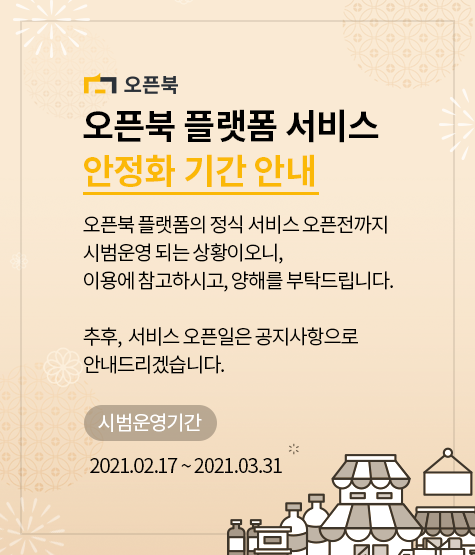 오픈북
오픈북 플랫폼 서비스
안정화 기간 안내
오픈북 플랫폼의 정식 서비스 오픈전까지
시범운영 되는 상황이오니,
이용에 참고하시고, 양해를 부탁드립니다.
추후, 서비스 오픈일은 공지사항으로
안내드리겠습니다.
시범운영기간
2021.02.17 ~ 2021.03.31